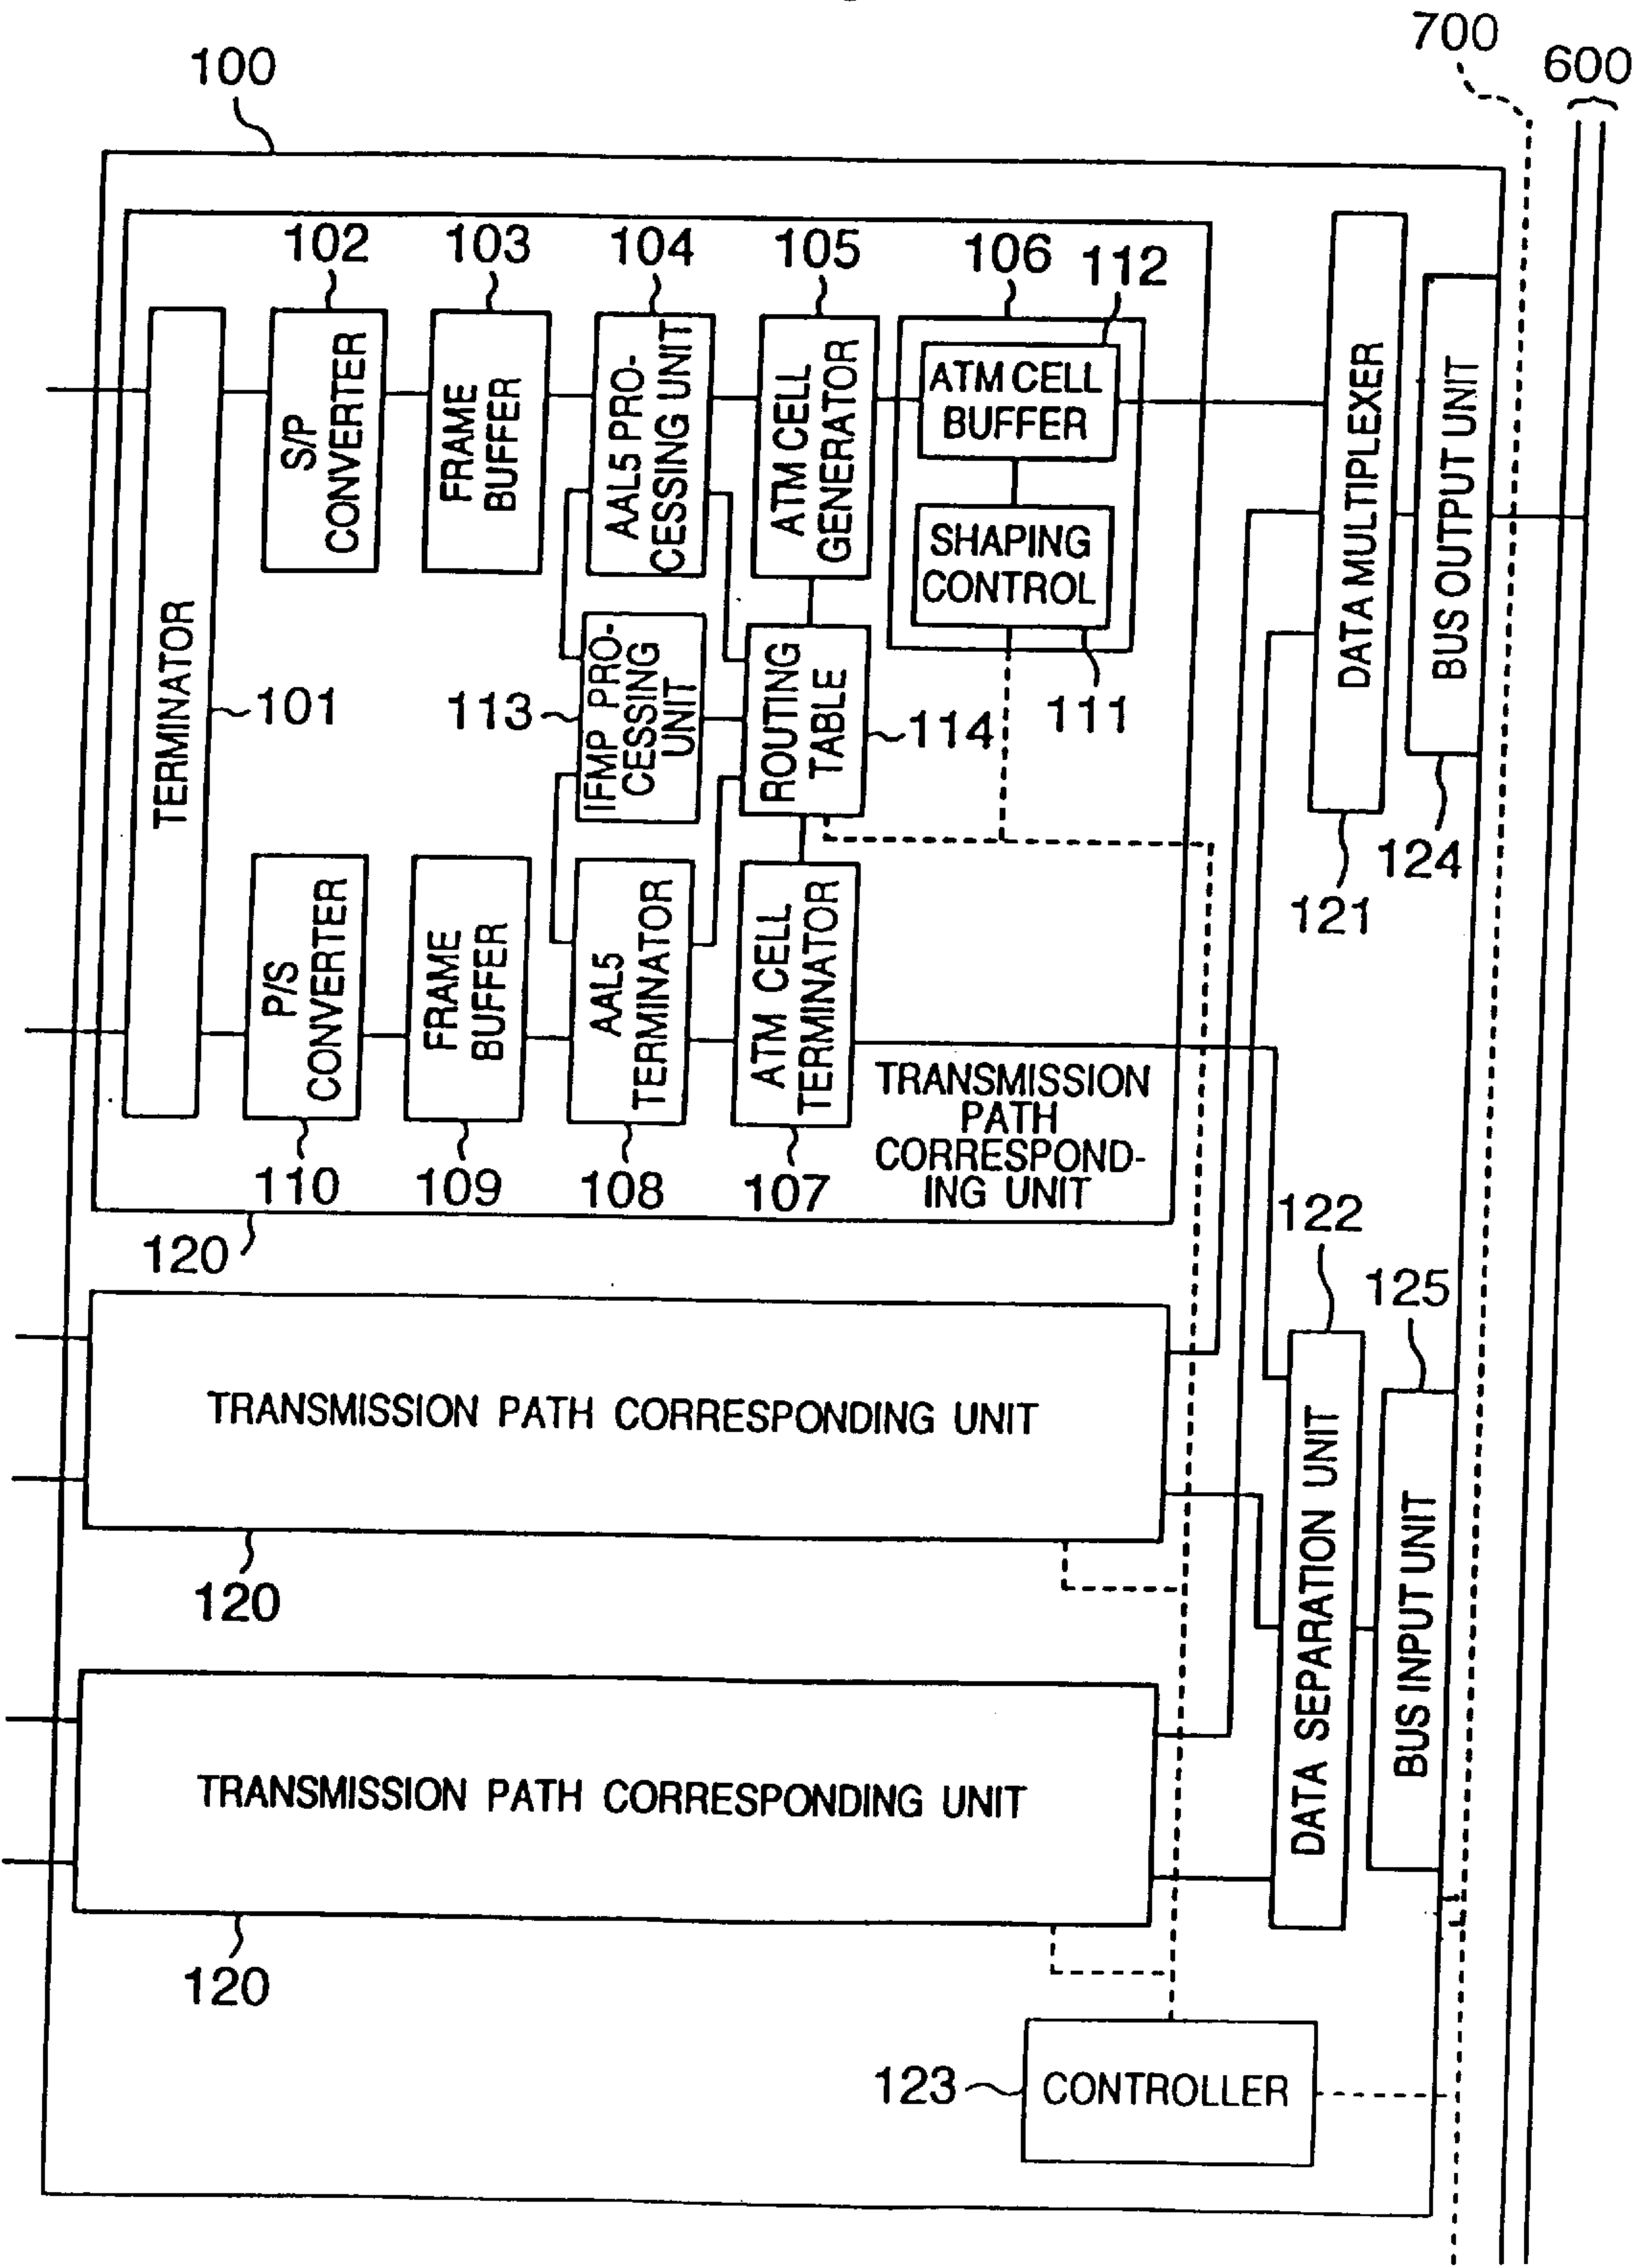 700
600
100
102
103
104
105
106
112
TERMINATOR
S/P
CONVERTER
FRAME
BUFFER
AAL5 PRO-
CESSING UNIT
ATM CELL
GENERATOR
ATM CELL
BUFFER
SHAPING
CONTROL
DATA MULTIPLEXER
BUS OUTPUT UNIT
101
113
IFMP PRO-
CESSING
UNIT
ROUTING
TABLE
114
111
124
121
P/S
CONVERTER
FRAME
BUFFER
AAL5
TERMINATOR
ATM CELL
TERMINATOR
TRANSMISSION
PATH
CORRESPOND-
ING UNIT
110
109
108
107
120
122
125
TRANSMISSION PATH CORRESPONDING UNIT
120
DATA SEPARATION UNIT
BUS INPUT UNIT
TRANSMISSION PATH CORRESPONDING UNIT
120
123
CONTROLLER